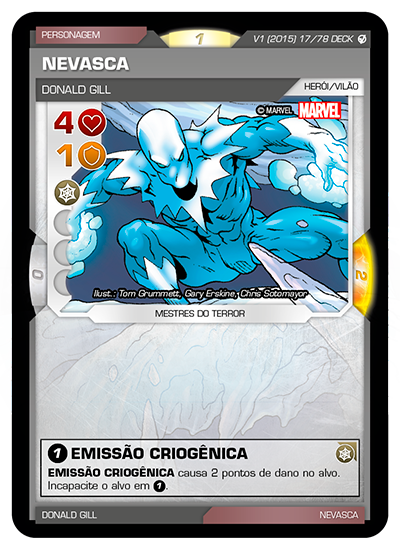 PERSONAGEM
1
V1 (2015) 17/78 DECK
NEVASCA
DONALD GILL
HERÓI/VILÃO
4
© MARVEL MARVEL
1
0
2
Ilust.: Tom Grummett, Gary Erskine, Chris Sotomayor
MESTRES DO TERROR
1 EMISSÃO CRIOGÊNICA
EMISSÃO CRIOGÊNICA causa 2 pontos de dano no alvo.
Incapacite o alvo em 1.
DONALD GILL
NEVASCA